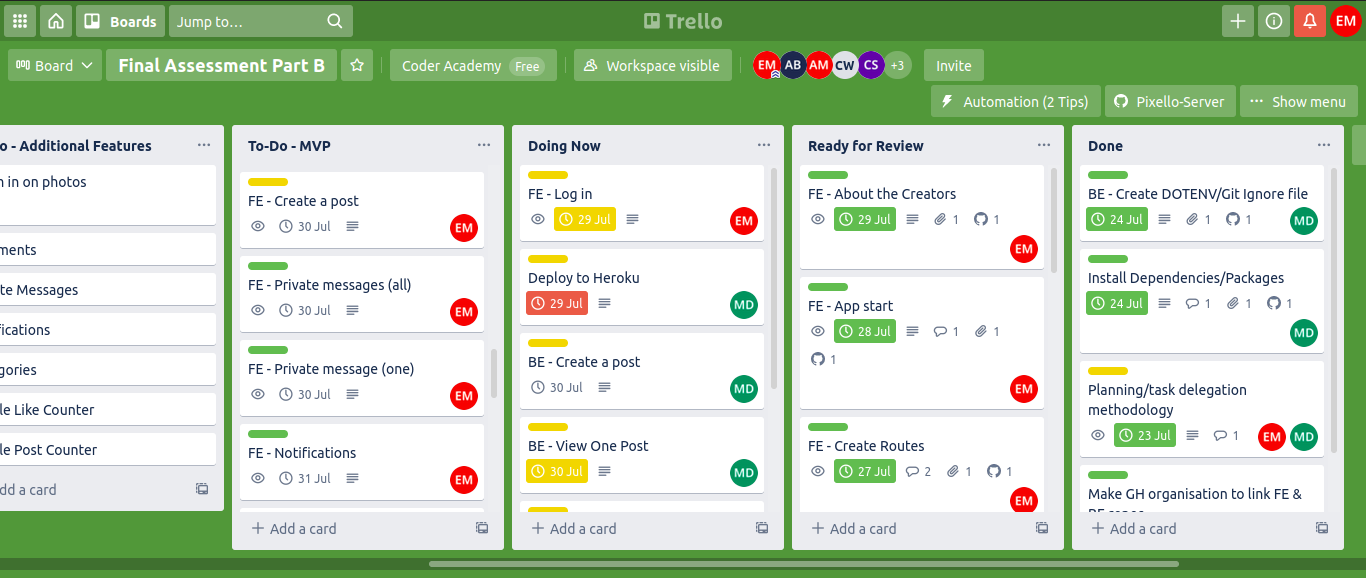 Boards
Jump to...
Trello
EM
Board
Final Assessment Part B
Coder Academy Free
Workspace visible
EM AB AM CW CS +3
Invite
Automation (2 Tips)
Pixello-Server
Show menu
o - Additional Features
in on photos
ments
te Messages
fications
gories
le Like Counter
le Post Counter
dd a card
To-Do - MVP
FE - Create a post
30 Jul
EM
FE - Private messages (all)
30 Jul
EM
FE - Private message (one)
30 Jul
EM
FE - Notifications
31 Jul
EM
Add a card
Doing Now
FE - Log in
29 Jul
EM
Deploy to Heroku
29 Jul
MD
BE - Create a post
30 Jul
MD
BE - View One Post
30 Jul
MD
Add a card
Ready for Review
FE - About the Creators
29 Jul 1 1
EM
FE - App start
28 Jul 1 1
1
EM
FE - Create Routes
27 Jul 2 1 1
EM
Add a card
Done
BE - Create DOTENV/Git Ignore file
24 Jul 1 1
MD
Install Dependencies/Packages
24 Jul 1 1 1
MD
Planning/task delegation
methodology
23 Jul 1
EM MD
Make GH organisation to link FE &
Add a card